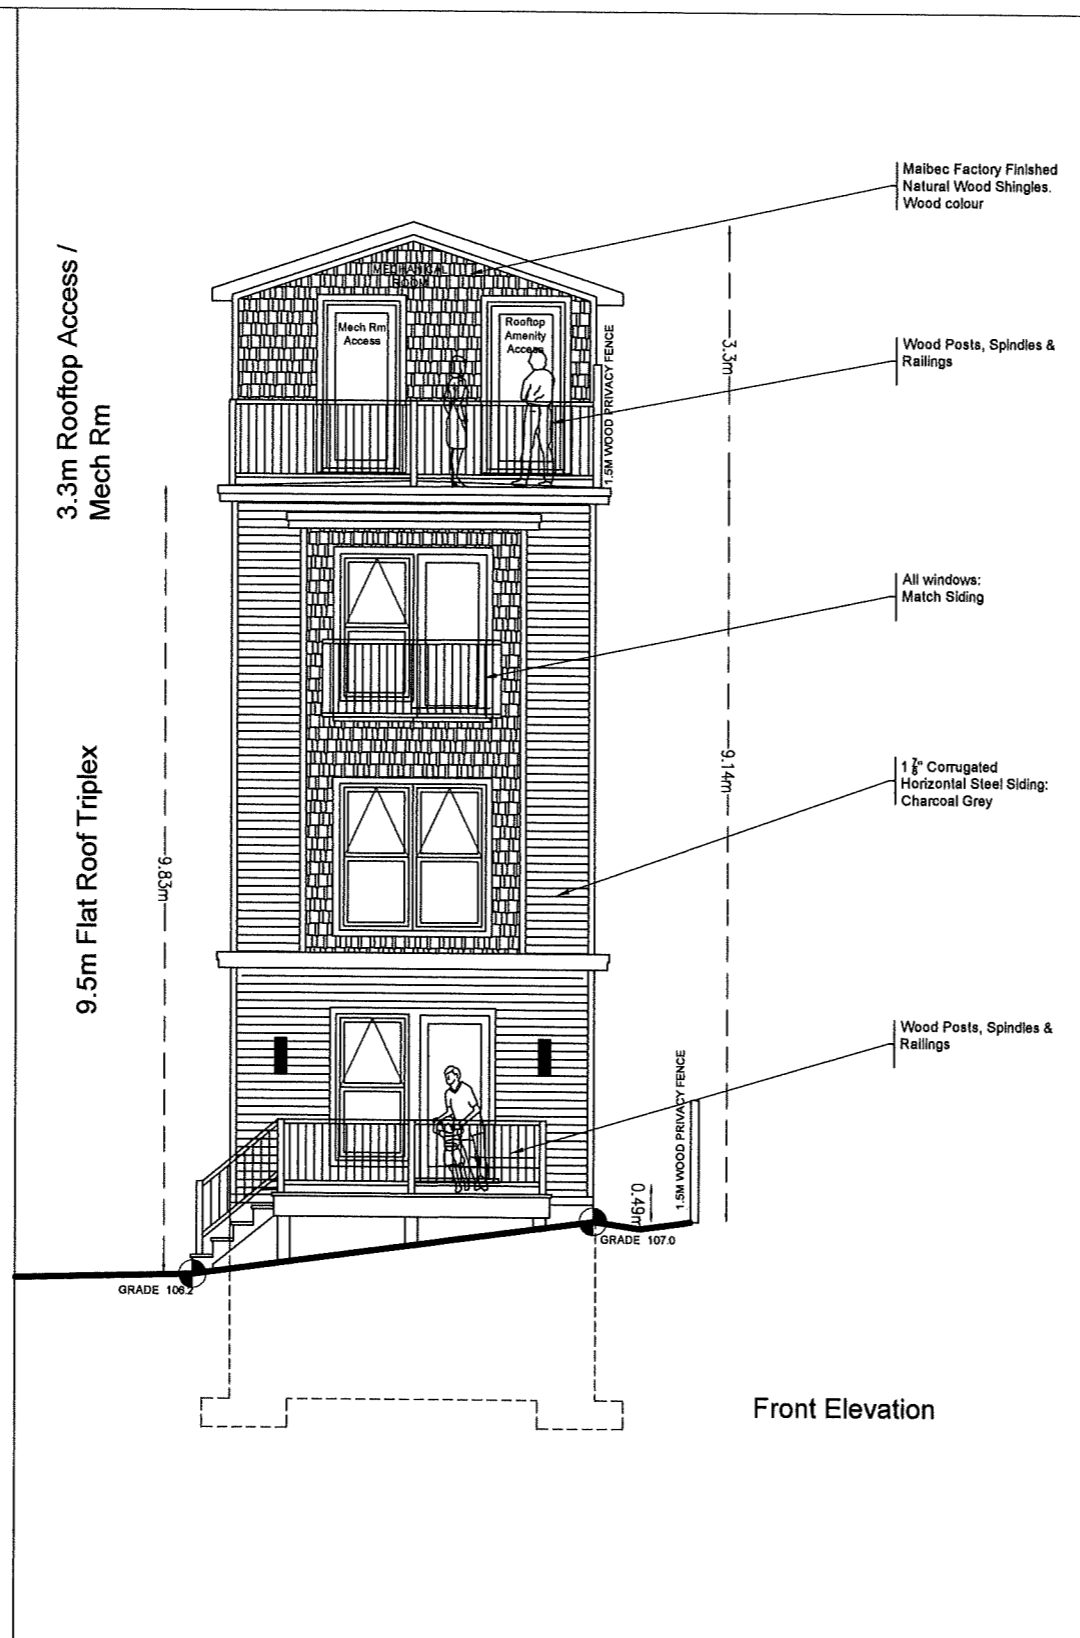 Maibec Factory Finished
Natural Wood Shingles.
Wood colour
3.3m Rooftop Access /
Mech Rm
MECHANICAL
ROOM
Mech Rm
Access
Rooftop
Amenity
Access
1.5M WOOD PRIVACY FENCE
3.3m
Wood Posts, Spindles &
Railings
All windows:
Match Siding
9.5m Flat Roof Triplex
9.83m
9.14m
1 7/8" Corrugated
Horizontal Steel Siding:
Charcoal Grey
Wood Posts, Spindles &
Railings
1.5M WOOD PRIVACY FENCE
0.49m
GRADE 107.0
GRADE 106.2
Front Elevation